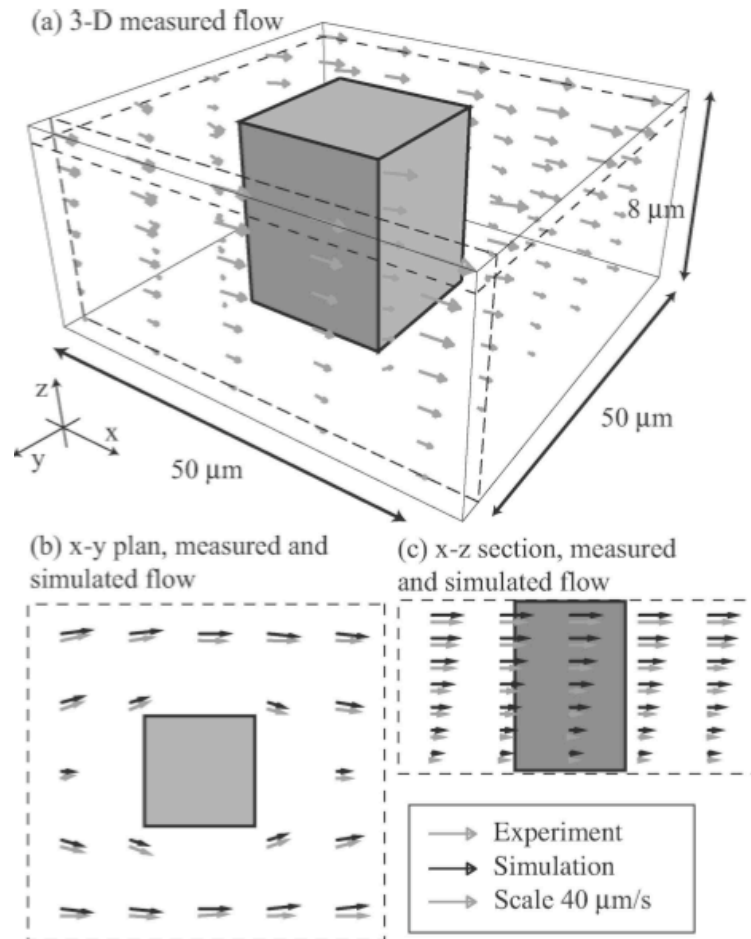 (a) 3-D measured flow
8 μm
z
x
y
50 μm
50 μm
(b) x-y plan, measured and
simulated flow
(c) x-z section, measured
and simulated flow
Experiment
Simulation
Scale 40 μm/s